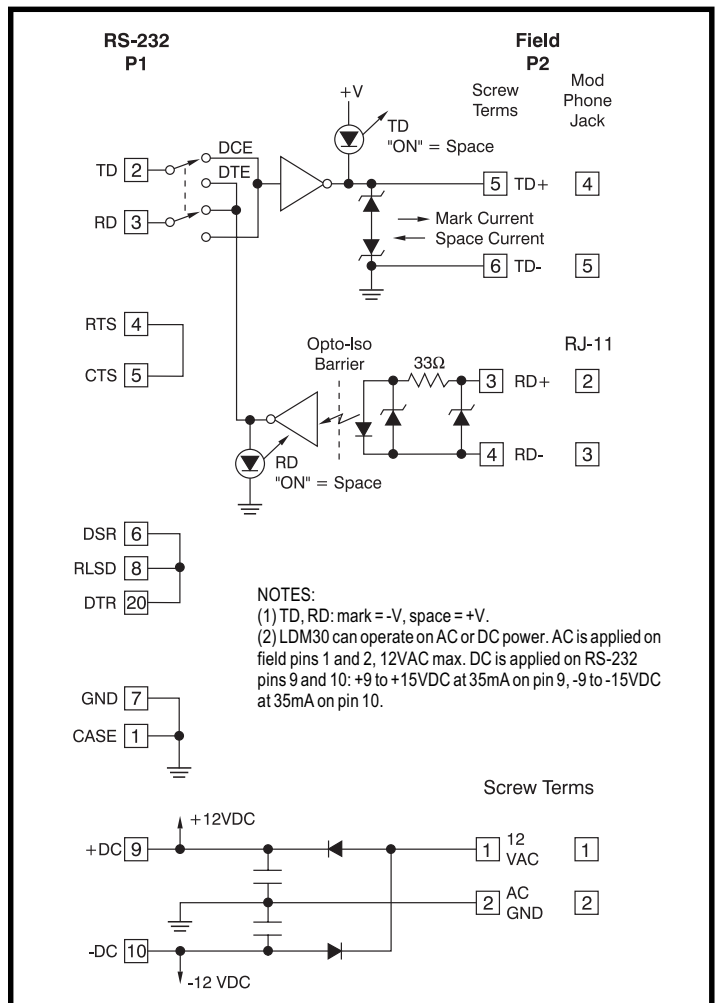 RS-232
P1
Field
P2
Screw
Terms
Mod
Phone
Jack
+V
TD
"ON" = Space
DCE
DTE
TD 2
RD 3
5 TD+ 4
Mark Current
Space Current
6 TD- 5
RTS 4
CTS 5
Opto-Iso
Barrier
33Ω
RJ-11
3 RD+ 2
4 RD- 3
RD
"ON" = Space
DSR 6
RLSD 8
DTR 20
NOTES:
(1) TD, RD: mark = -V, space = +V.
(2) LDM30 can operate on AC or DC power. AC is applied on
field pins 1 and 2, 12VAC max. DC is applied on RS-232
pins 9 and 10: +9 to +15VDC at 35mA on pin 9, -9 to -15VDC
at 35mA on pin 10.
GND 7
CASE 1
Screw Terms
+12VDC
+DC 9
1 12
VAC 1
2 AC
GND 2
-DC 10
-12 VDC